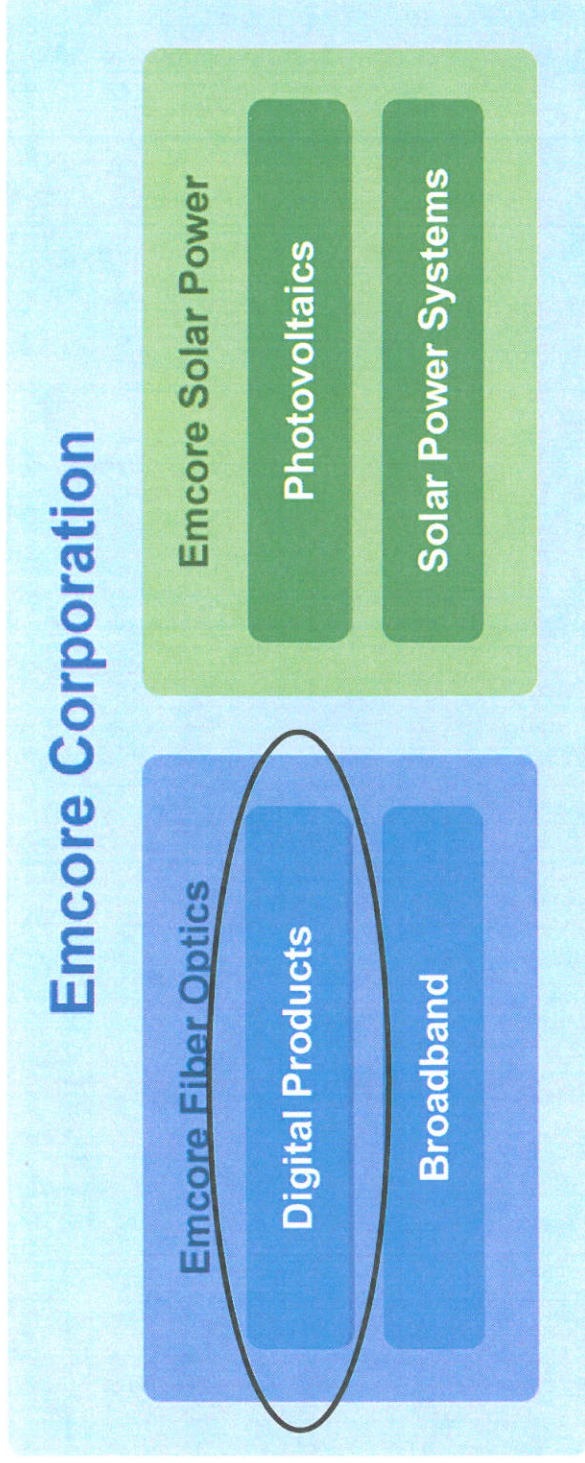 Emcore Corporation
Emcore Fiber Optics
Digital Products
Broadband
Emcore Solar Power
Photovoltaics
Solar Power Systems